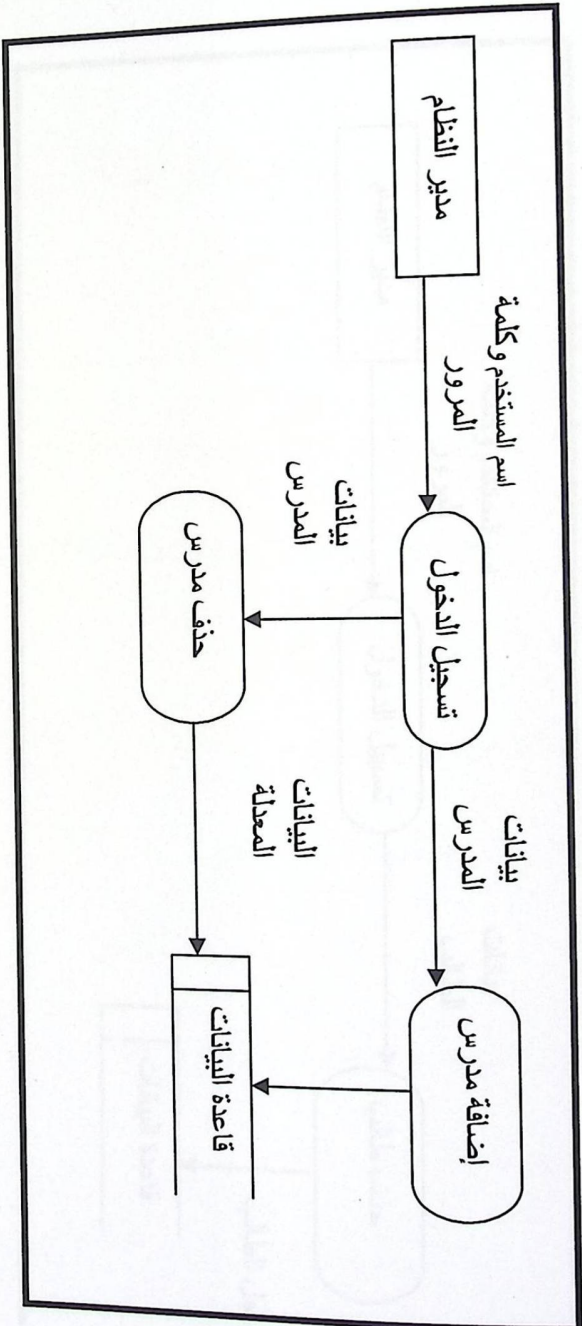 مدير النظام
اسم المستخدم وكلمة
المرور
تسجيل الدخول
بيانات
المدرس
إضافة مدرس
بيانات
المدرس
حذف مدرس
البيانات
المعدلة
قاعدة البيانات